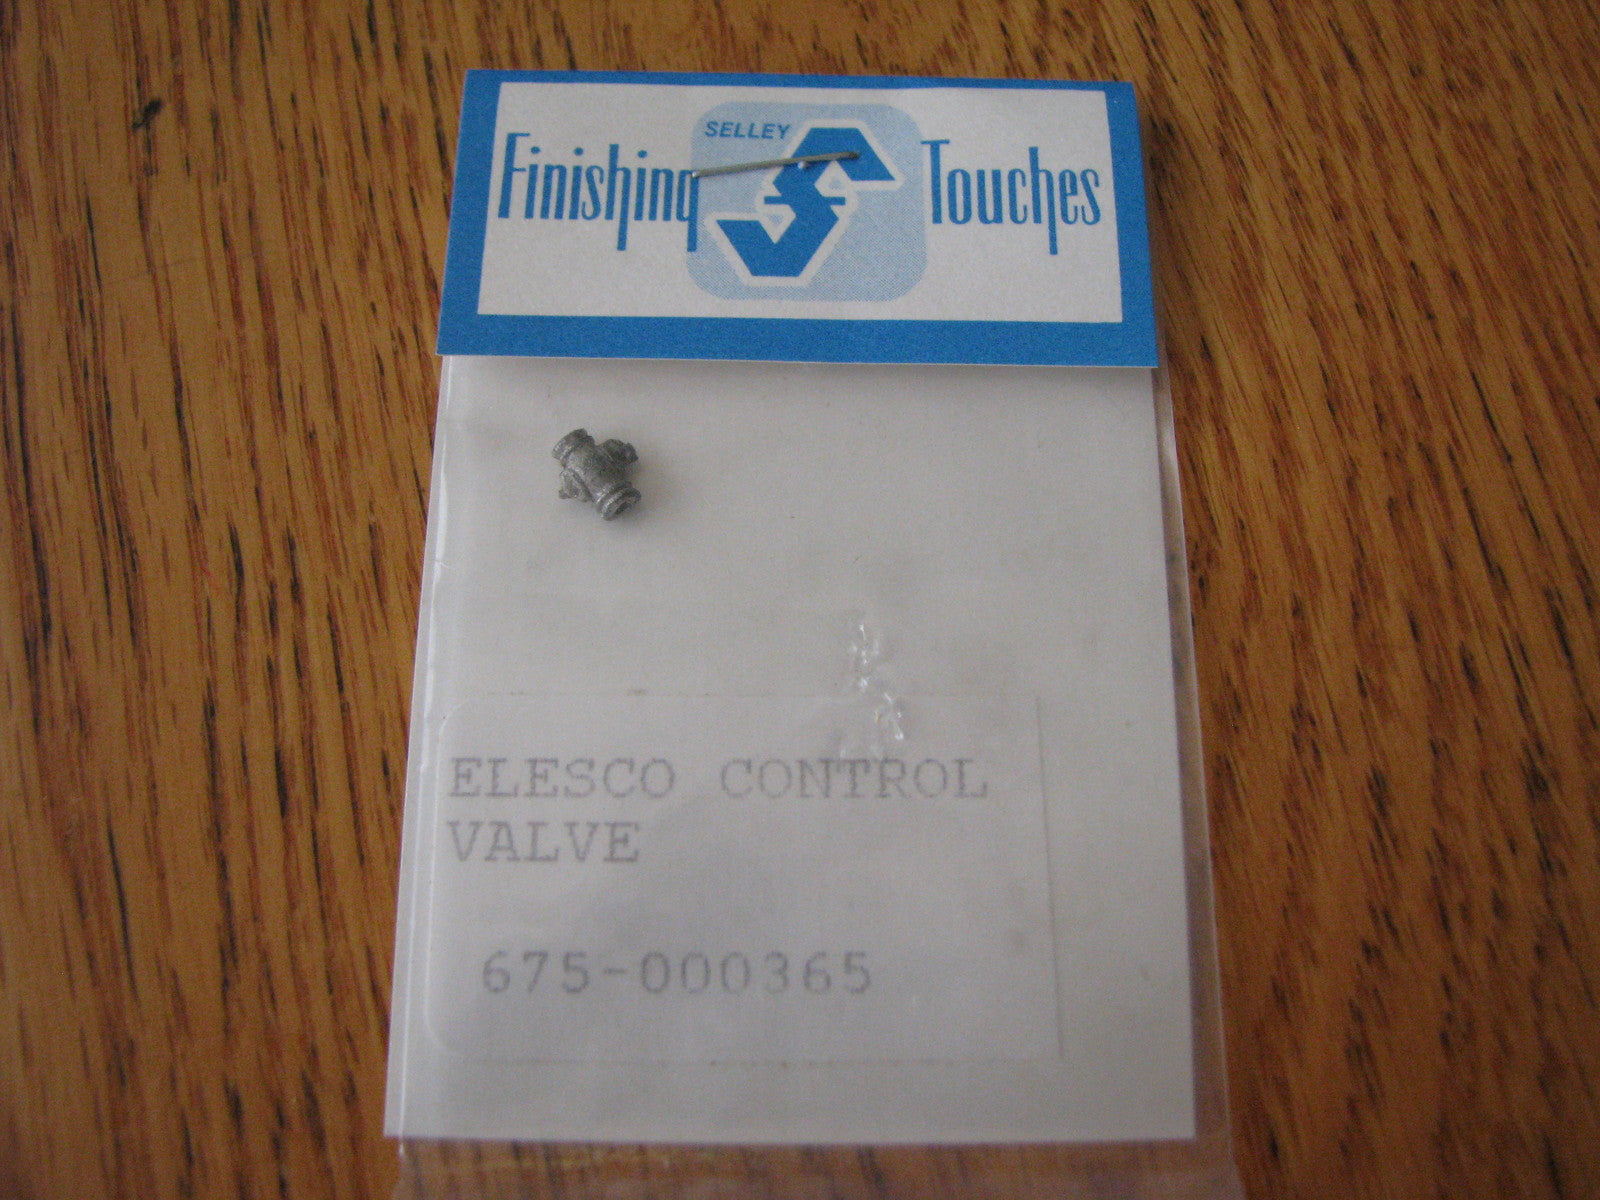 SELLEY
Finishing Touches
ELESCO CONTROL
VALVE
675-000365